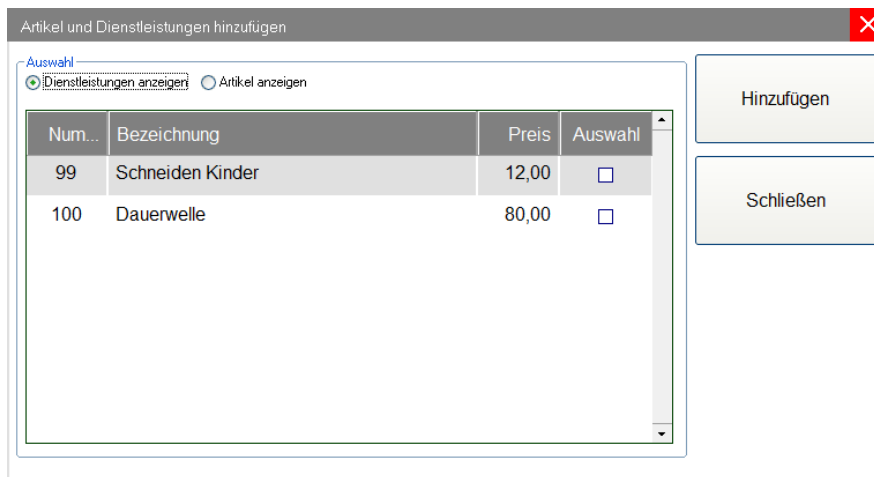 Artikel und Dienstleistungen hinzufügen
Auswahl
Dienstleistungen anzeigen Artikel anzeigen
Num... Bezeichnung Preis Auswahl
99 Schneiden Kinder 12,00
100 Dauerwelle 80,00
Hinzufügen
Schließen